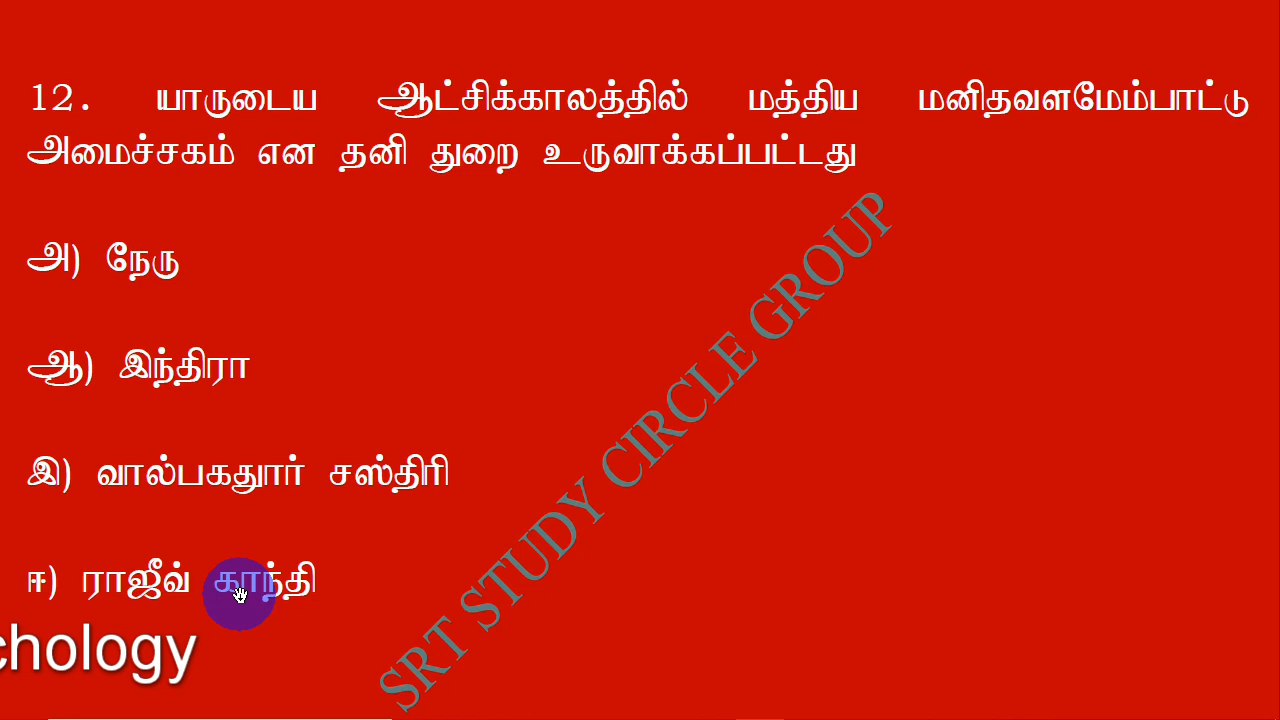 12. யாருடைய ஆட்சிக்காலத்தில் மத்திய மனிதவளமேம்பாட்டு
அமைச்சகம் என தனி துறை உருவாக்கப்பட்டது
அ) நேரு
ஆ) இந்திரா
இ) வால்பகதுார் சஸ்திரி
ஈ) ராஜீவ் காந்தி
chology
SRT STUDY CIRCLE GROUP